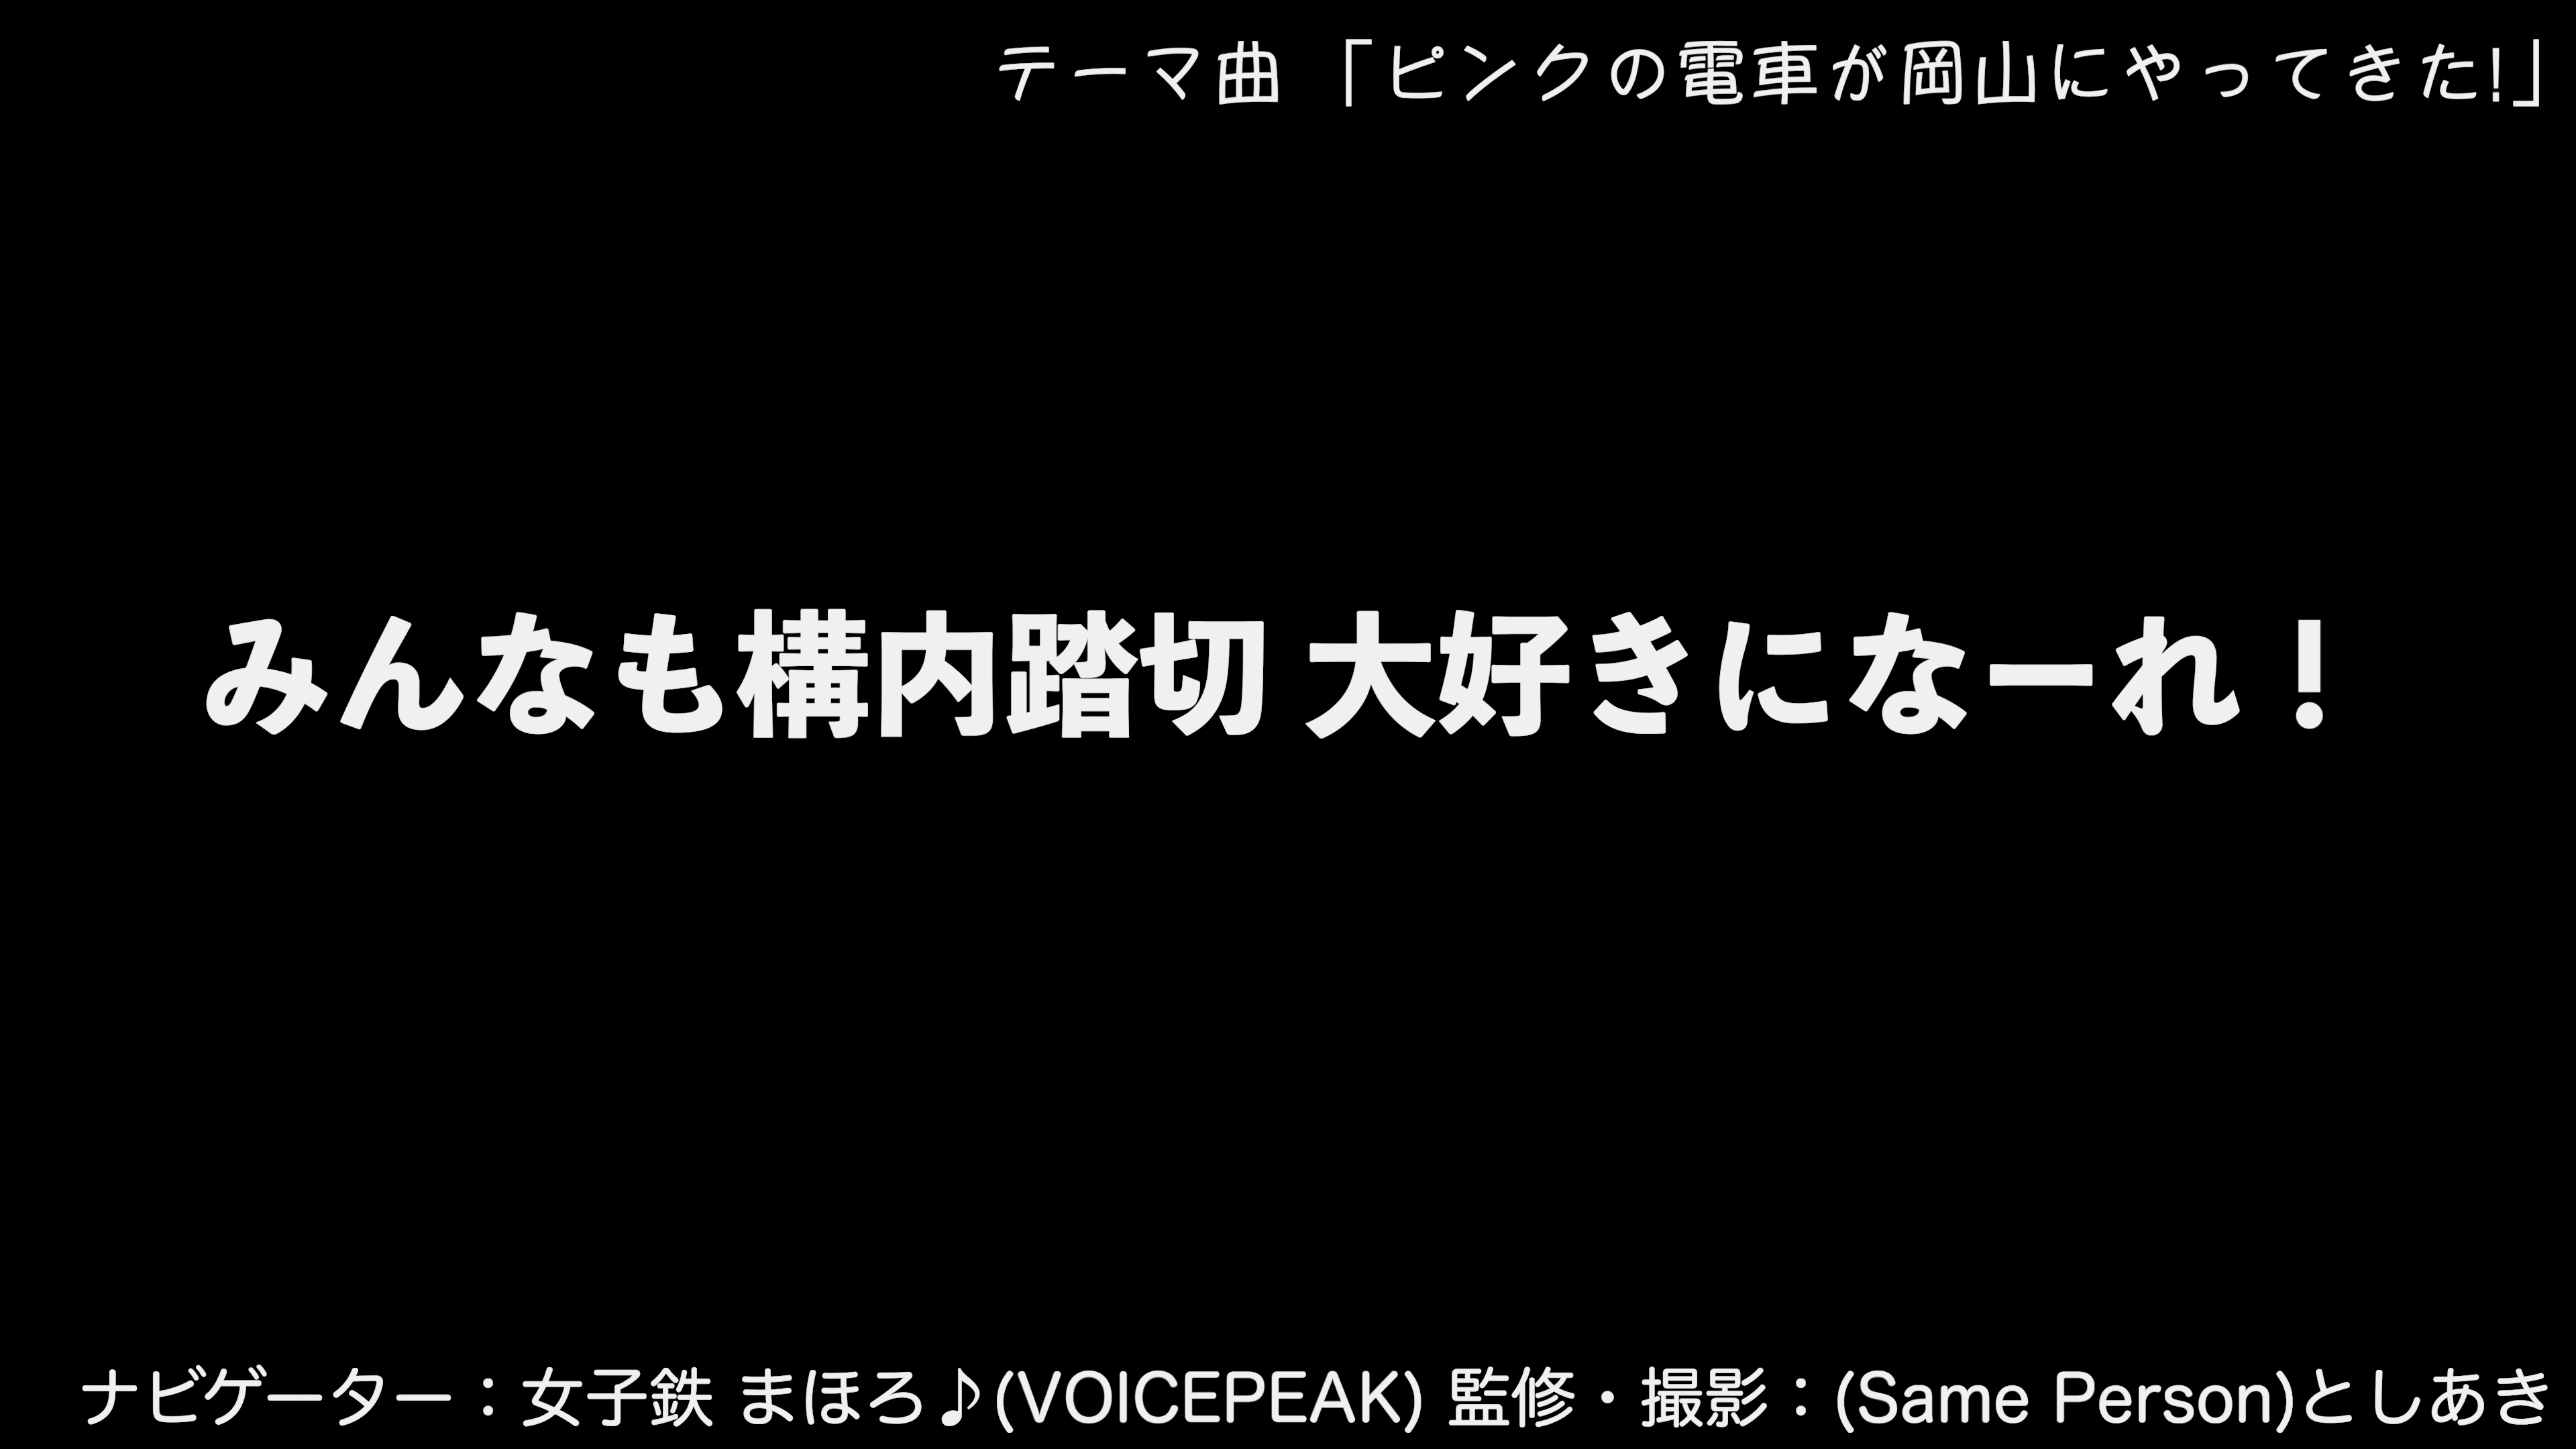 テーマ曲「ピンクの電車が岡山にやってきた!」
みんなも構内踏切 大好きになーれ！
ナビゲーター：女子鉄 まほろ♪(VOICEPEAK) 監修・撮影：(Same Person)としあき